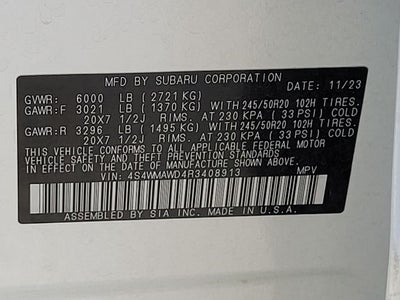 MFD BY SUBARU CORPORATION 11/23
GVWR: 6000 LB (2721 KG)
GAWR:F 3021 LB (1370 KG) WITH 245/50R20 102H TIRES.
20X7 1/2J RIMS. AT 230 KPA (33 PSI) COLD
GAWR:R 3296 LB (1495 KG) WITH 245/50R20 102H TIRES.
20X7 1/2J RIMS. AT 230 KPA (33 PSI) COLD
THIS VEHICLE CONFORMS TO ALL APPLICABLE FEDERAL MOTOR
VEHICLE SAFETY, BUMPER AND THEFT PREVENTION STANDARDS
IN EFFECT ON THE DATE OF MANUFACTURE SHOWN ABOVE.
VIN: 4S4WMAWD4R3408913 MPV
ASSEMBLED BY SIA INC. MADE IN U.S.A.